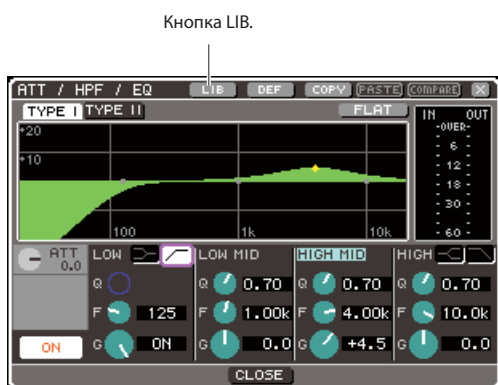 Кнопка LIB.
ATT / HPF / EQ LIB DEF COPY PASTE COMPARE X
TYPE I TYPE II FLAT IN OUT
-OVER-
+20
+10
6
12
18
30
60
100 1k 10k
ATT 0.0 LOW LOW MID HIGH MID HIGH
Q Q 0.70 Q 0.70 Q 0.70
F 125 F 1.00k F 4.00k F 10.0k
ON G ON G 0.0 G +4.5 G 0.0
CLOSE